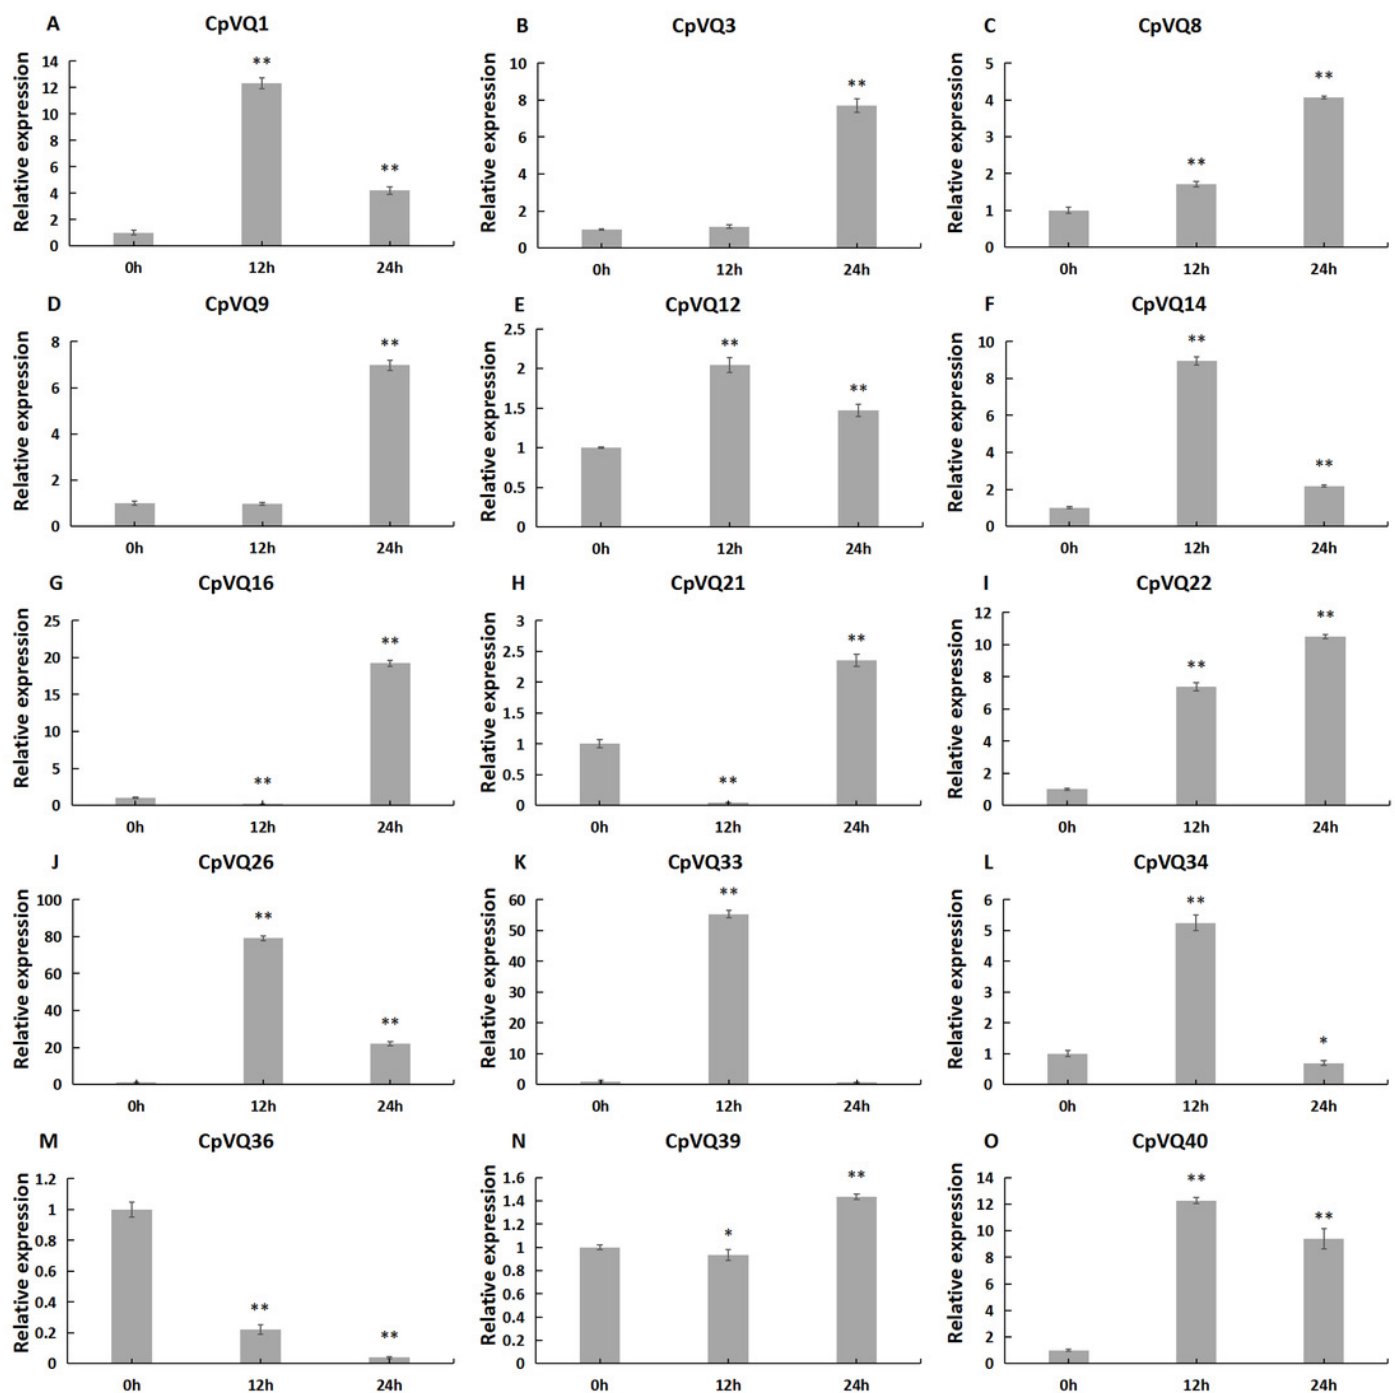 A CpVQ1
Relative expression
14
12
10
8
6
4
2
0
**
**
0h 12h 24h
B CpVQ3
Relative expression
10
8
6
4
2
0
**
0h 12h 24h
C CpVQ8
Relative expression
5
4
3
2
1
0
**
**
0h 12h 24h
D CpVQ9
Relative expression
8
6
4
2
0
**
0h 12h 24h
E CpVQ12
Relative expression
2.5
2
1.5
1
0.5
0
**
**
0h 12h 24h
F CpVQ14
Relative expression
10
8
6
4
2
0
**
**
0h 12h 24h
G CpVQ16
Relative expression
25
20
15
10
5
0
**
**
0h 12h 24h
H CpVQ21
Relative expression
3
2.5
2
1.5
1
0.5
0
**
**
0h 12h 24h
I CpVQ22
Relative expression
12
10
8
6
4
2
0
**
**
0h 12h 24h
J CpVQ26
Relative expression
100
80
60
40
20
0
**
**
0h 12h 24h
K CpVQ33
Relative expression
60
50
40
30
20
10
0
**
0h 12h 24h
L CpVQ34
Relative expression
6
5
4
3
2
1
0
**
*
0h 12h 24h
M CpVQ36
Relative expression
1.2
1
0.8
0.6
0.4
0.2
0
**
**
0h 12h 24h
N CpVQ39
Relative expression
1.6
1.4
1.2
1
0.8
0.6
0.4
0.2
0
*
**
0h 12h 24h
O CpVQ40
Relative expression
14
12
10
8
6
4
2
0
**
**
0h 12h 24h